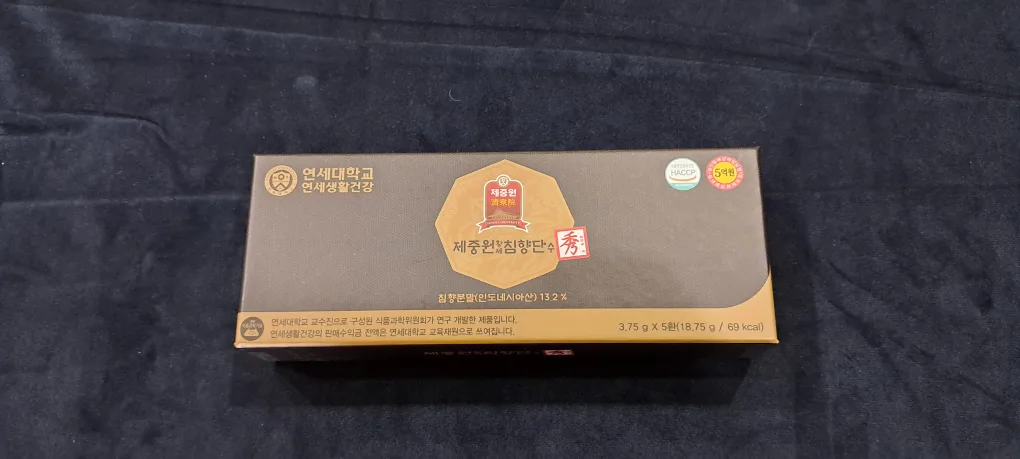 연세대학교
연세생활건강
HACCP
5억원
제중원
濟衆院
제중원황제침향단수
秀
침향분말(인도네시아산) 13.2 %
연세대학교 교수진으로 구성된 식품과학위원회가 연구 개발한 제품입니다.
연세생활건강의 판매수익금 전액은 연세대학교 교육재원으로 쓰여집니다.
3.75 g X 5환(18.75 g / 69 kcal)